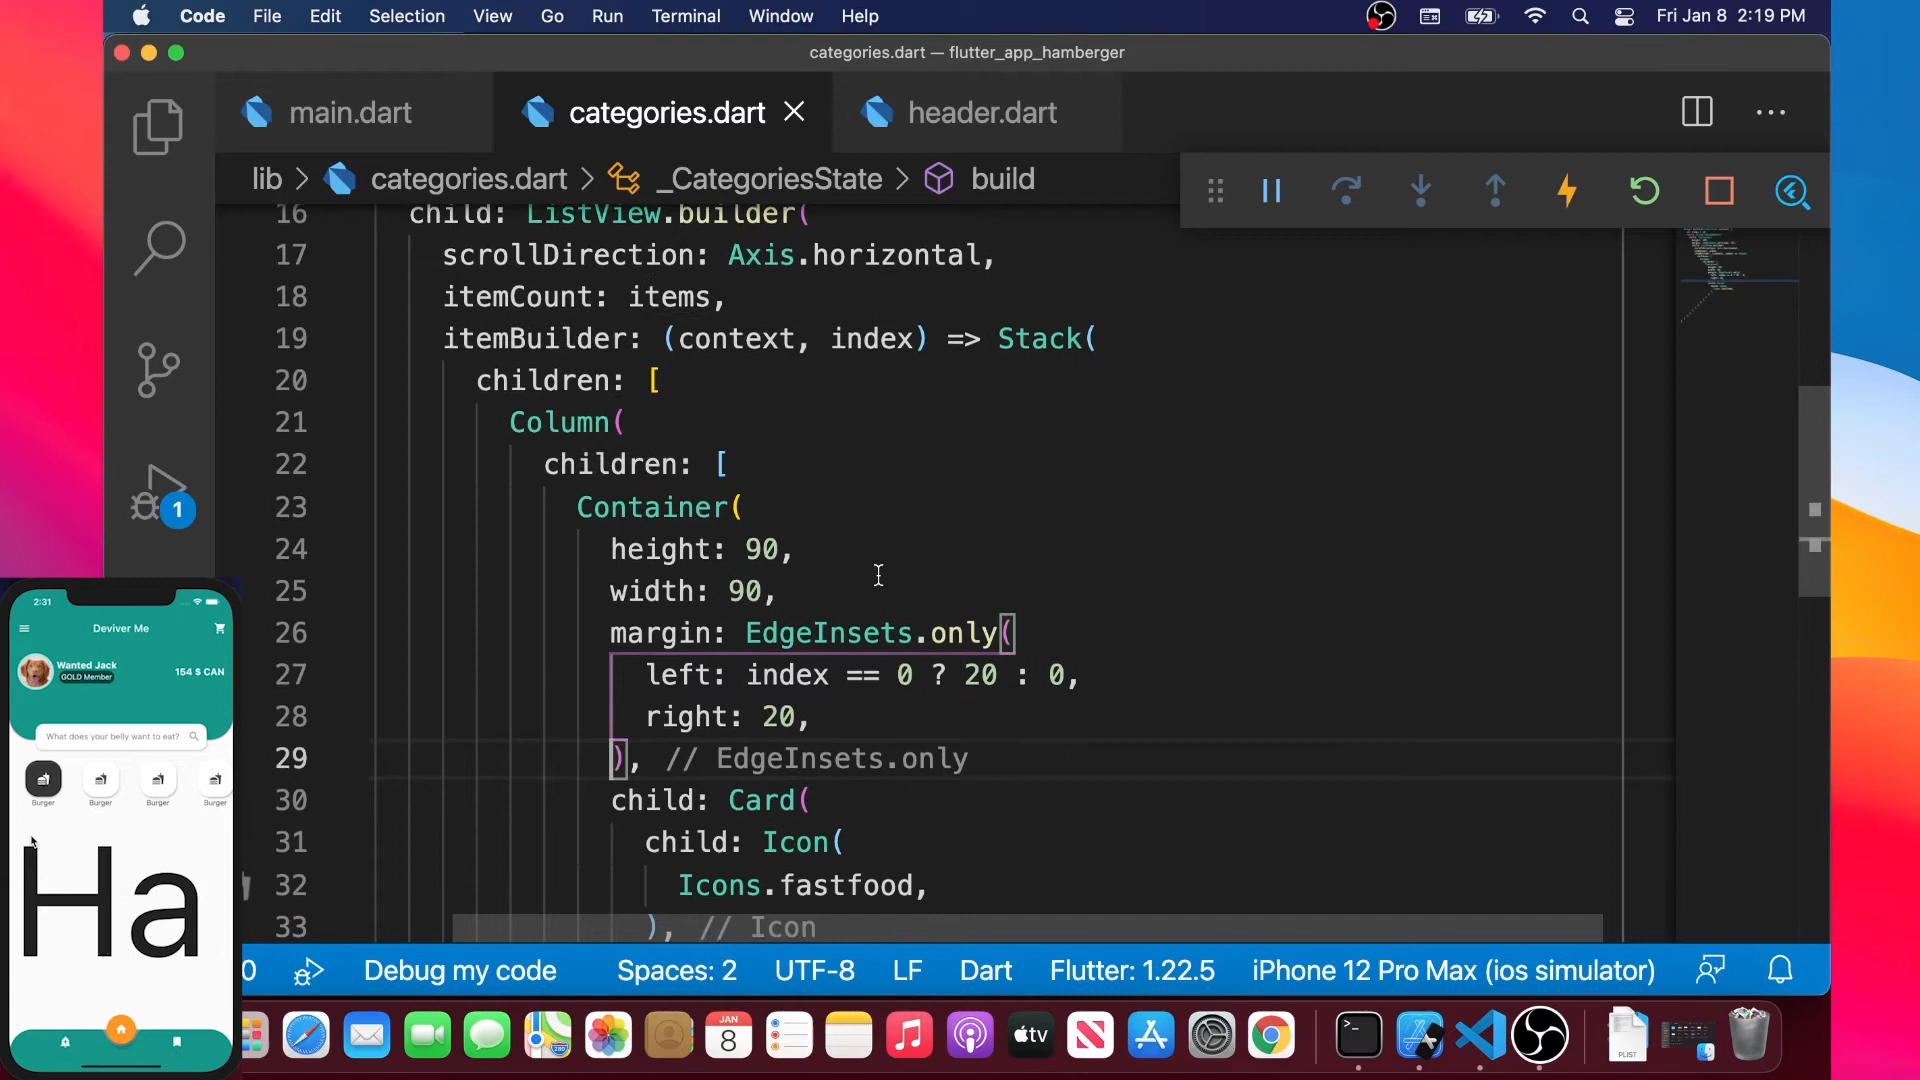 Code File Edit Selection View Go Run Terminal Window Help Fri Jan 8 2:19 PM
categories.dart — flutter_app_hamberger
main.dart categories.dart header.dart
lib > categories.dart > _CategoriesState > build
16 child: ListView.builder(
17 scrollDirection: Axis.horizontal,
18 itemCount: items,
19 itemBuilder: (context, index) => Stack(
20 children: [
21 Column(
22 children: [
23 Container(
24 height: 90,
25 width: 90,
26 margin: EdgeInsets.only(
27 left: index == 0 ? 20 : 0,
28 right: 20,
29 ), // EdgeInsets.only
30 child: Card(
31 child: Icon(
32 Icons.fastfood,
33 ), // Icon
1
2:31
Deviver Me
Wanted Jack
GOLD Member
154 $ CAN
What does your belly want to eat?
Burger Burger Burger Burger
Ha
0 Debug my code Spaces: 2 UTF-8 LF Dart Flutter: 1.22.5 iPhone 12 Pro Max (ios simulator)
JAN
8
tv
PLIST